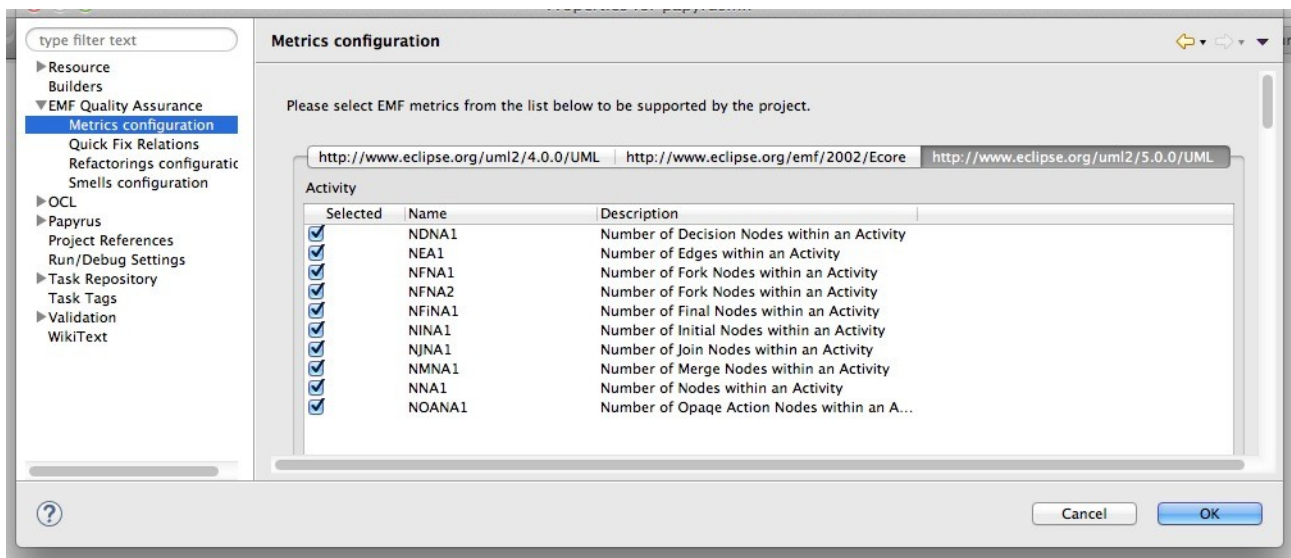 type filter text
Resource
Builders
EMF Quality Assurance
Metrics configuration
Quick Fix Relations
Refactorings configuratic
Smells configuration
OCL
Papyrus
Project References
Run/Debug Settings
Task Repository
Task Tags
Validation
WikiText
Metrics configuration
Please select EMF metrics from the list below to be supported by the project.
http://www.eclipse.org/uml2/4.0.0/UML http://www.eclipse.org/emf/2002/Ecore http://www.eclipse.org/uml2/5.0.0/UML
Activity
Selected Name Description
NDNA1 Number of Decision Nodes within an Activity
NEA1 Number of Edges within an Activity
NFNA1 Number of Fork Nodes within an Activity
NFNA2 Number of Fork Nodes within an Activity
NFiNA1 Number of Final Nodes within an Activity
NINA1 Number of Initial Nodes within an Activity
NJNA1 Number of Join Nodes within an Activity
NMNA1 Number of Merge Nodes within an Activity
NNA1 Number of Nodes within an Activity
NOANA1 Number of Opaqe Action Nodes within an A...
?
Cancel OK